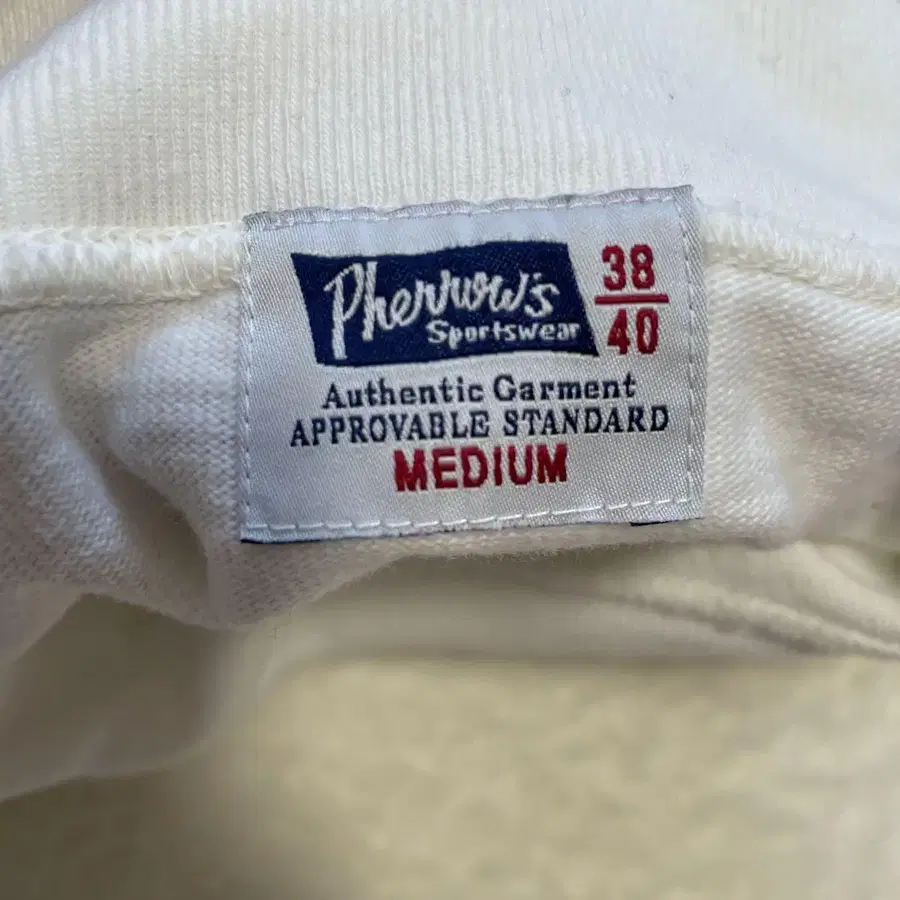 Pherrow's
Sportswear
38
40
Authentic Garment
APPROVABLE STANDARD
MEDIUM